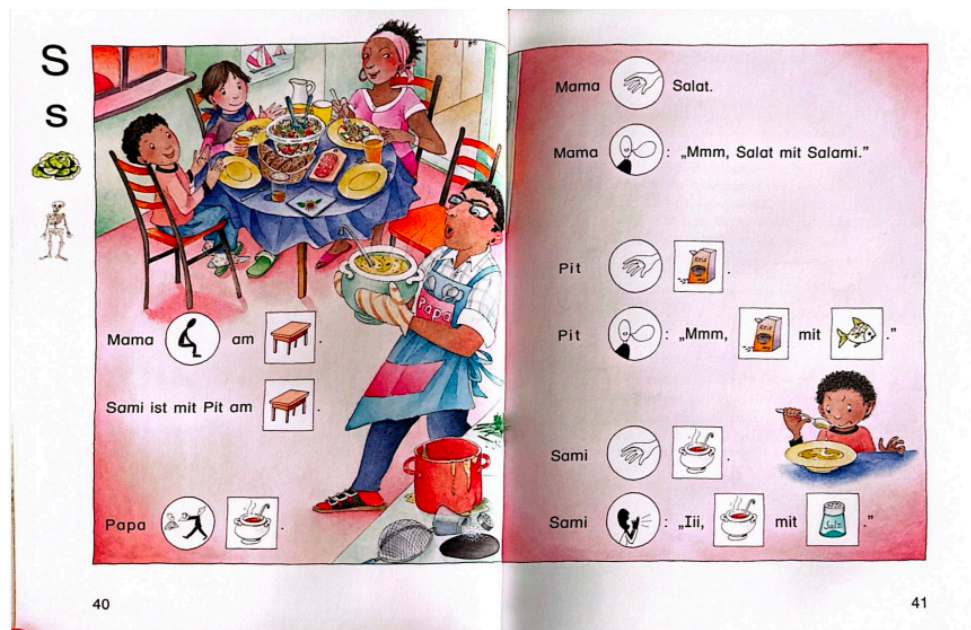 S
s
Papa
Mama am .
Sami ist mit Pit am .
Papa .
40
Mama Salat.
Mama : „Mmm, Salat mit Salami.”
Pit .
Pit : „Mmm, mit .”
Sami .
Sami : „Iii, mit Salz .”
41